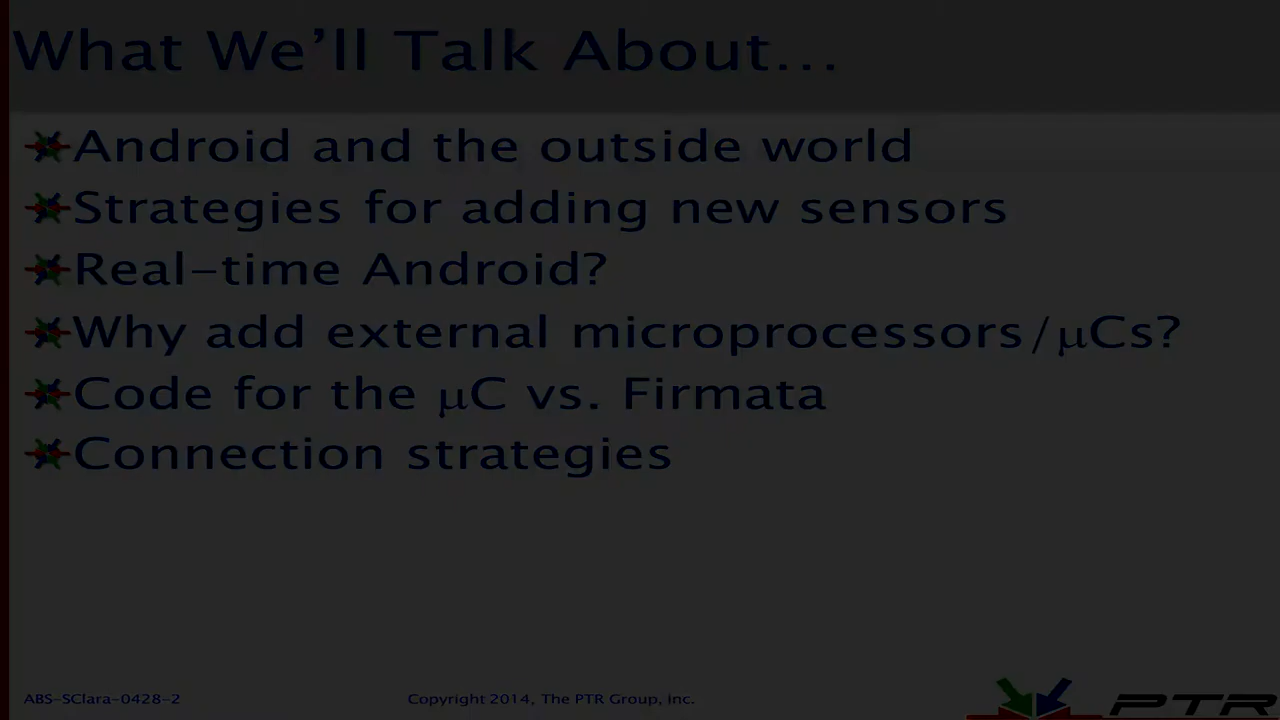 What We’ll Talk About…
Android and the outside world
Strategies for adding new sensors
Real-time Android?
Why add external microprocessors/μCs?
Code for the μC vs. Firmata
Connection strategies
ABS-SClara-0428-2
Copyright 2014, The PTR Group, Inc.
PTR